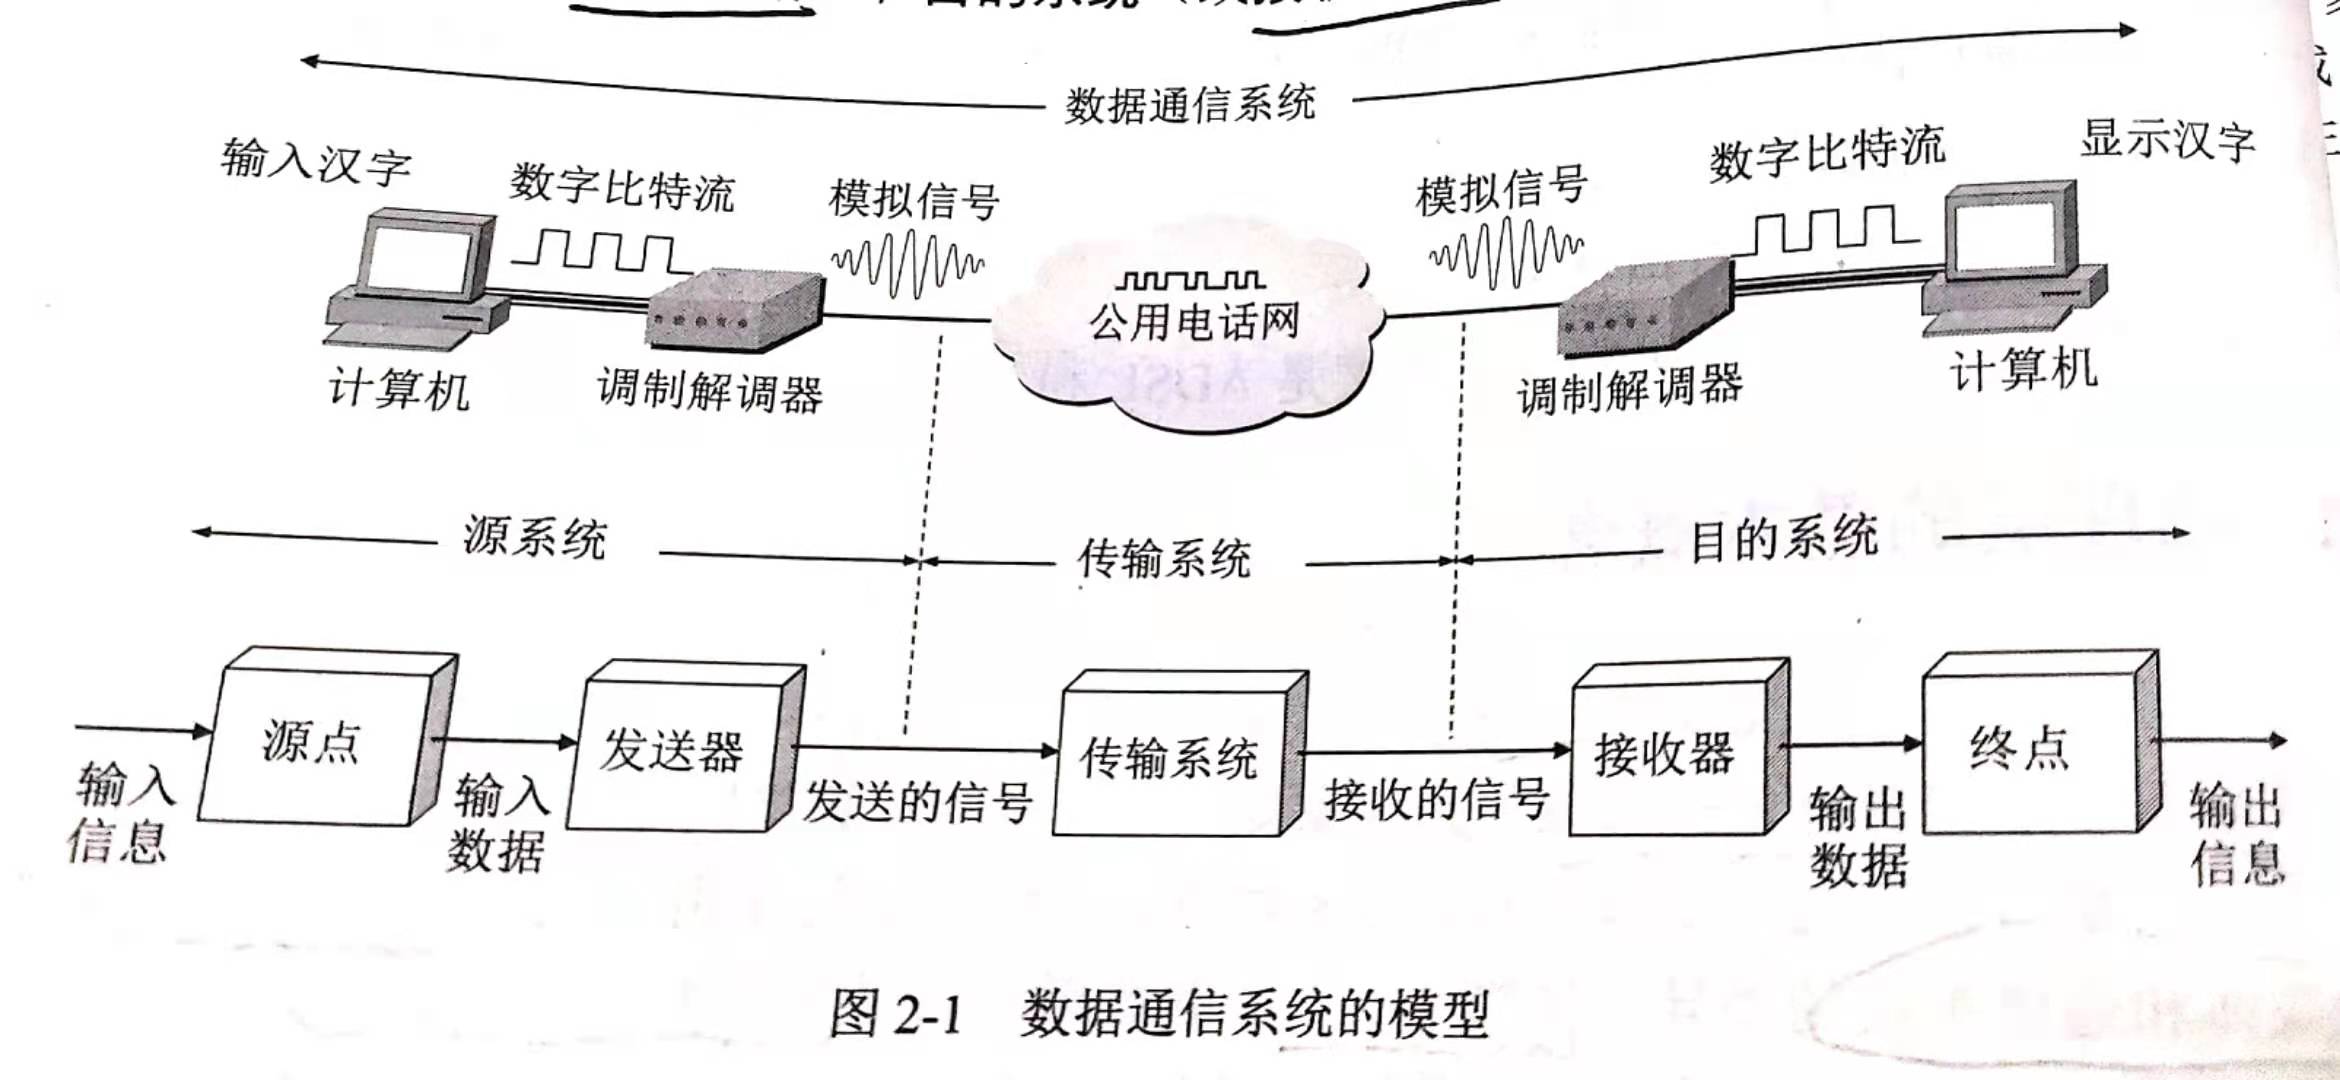 目的系统
数据通信系统
输入汉字 数字比特流 模拟信号 模拟信号 数字比特流 显示汉字
公用电话网
计算机 调制解调器 调制解调器 计算机
源系统 传输系统 目的系统
源点 发送器 传输系统 接收器 终点
输入 输入 发送的信号 接收的信号 输出 输出
信息 数据 数据 信息
图 2-1 数据通信系统的模型